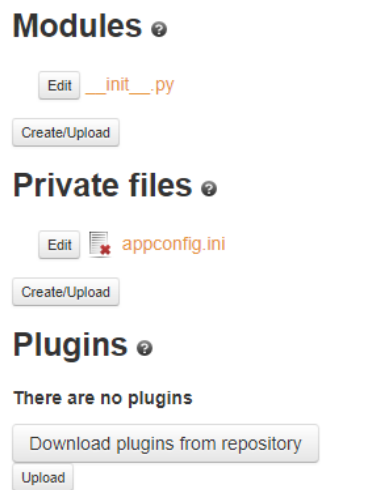 Modules
Edit __init__.py
Create/Upload
Private files
Edit appconfig.ini
Create/Upload
Plugins
There are no plugins
Download plugins from repository
Upload